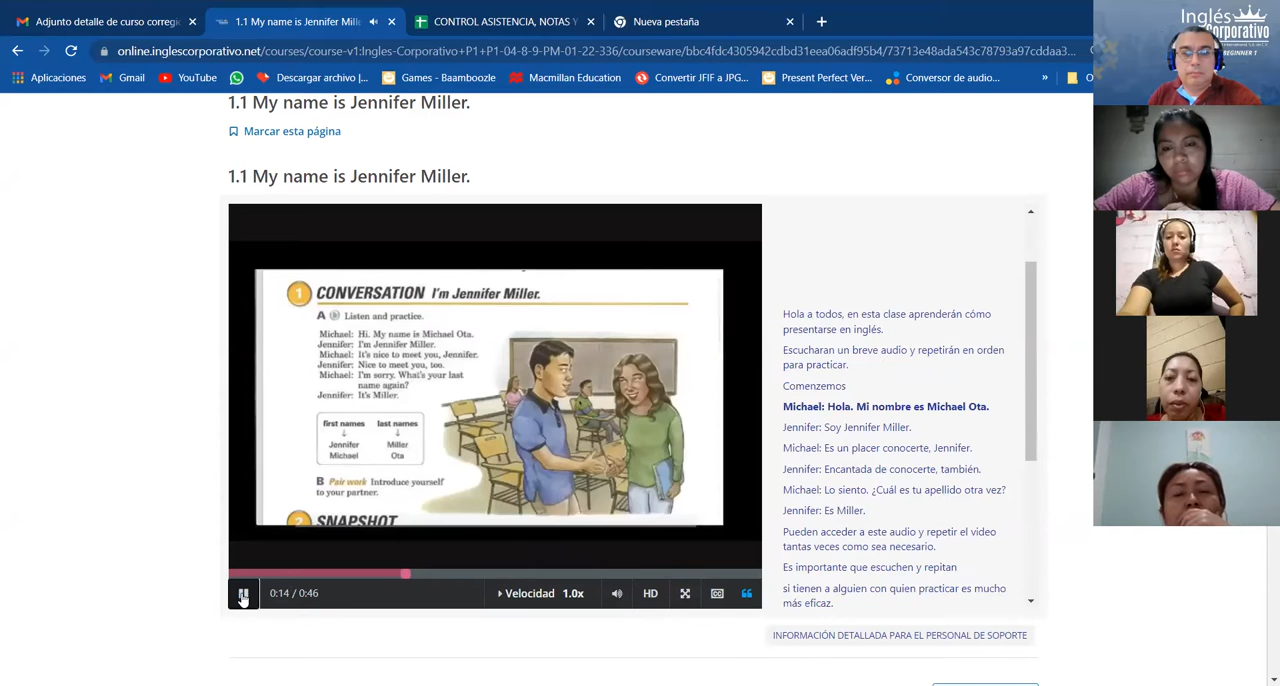 Adjunto detalle de curso corregi
1.1 My name is Jennifer Mille
CONTROL ASISTENCIA, NOTAS Y
Nueva pestaña
online.inglescorporativo.net/courses/course-v1:Ingles-Corporativo+P1+P1-04-8-9-PM-01-22-336/courseware/bbc4fdc4305942cdbd31eea06adf95b4/73713e48ada543c78793a97cddaa3...
Aplicaciones
Gmail
YouTube
Descargar archivo |...
Games - Baamboozle
Macmillan Education
Convertir JFIF a JPG...
Present Perfect Ver...
Conversor de audio...
»
O
Inglés
Corporativo
BEGINNER 1
1.1 My name is Jennifer Miller.
Marcar esta página
1.1 My name is Jennifer Miller.
1 CONVERSATION I'm Jennifer Miller.
A Listen and practice.
Michael: Hi. My name is Michael Ota.
Jennifer: I'm Jennifer Miller.
Michael: It's nice to meet you, Jennifer.
Jennifer: Nice to meet you, too.
Michael: I'm sorry. What's your last
name again?
Jennifer: It's Miller.
first names last names
Jennifer Miller
Michael Ota
B Pair work Introduce yourself
to your partner.
2 SNAPSHOT
Hola a todos, en esta clase aprenderán cómo
presentarse en inglés.
Escucharan un breve audio y repetirán en orden
para practicar.
Comenzemos
Michael: Hola. Mi nombre es Michael Ota.
Jennifer: Soy Jennifer Miller.
Michael: Es un placer conocerte, Jennifer.
Jennifer: Encantada de conocerte, también.
Michael: Lo siento. ¿Cuál es tu apellido otra vez?
Jennifer: Es Miller.
Pueden acceder a este audio y repetir el video
tantas veces como sea necesario.
Es importante que escuchen y repitan
si tienen a alguien con quien practicar es mucho
más eficaz.
0:14 / 0:46
Velocidad 1.0x
HD
CC
INFORMACIÓN DETALLADA PARA EL PERSONAL DE SOPORTE